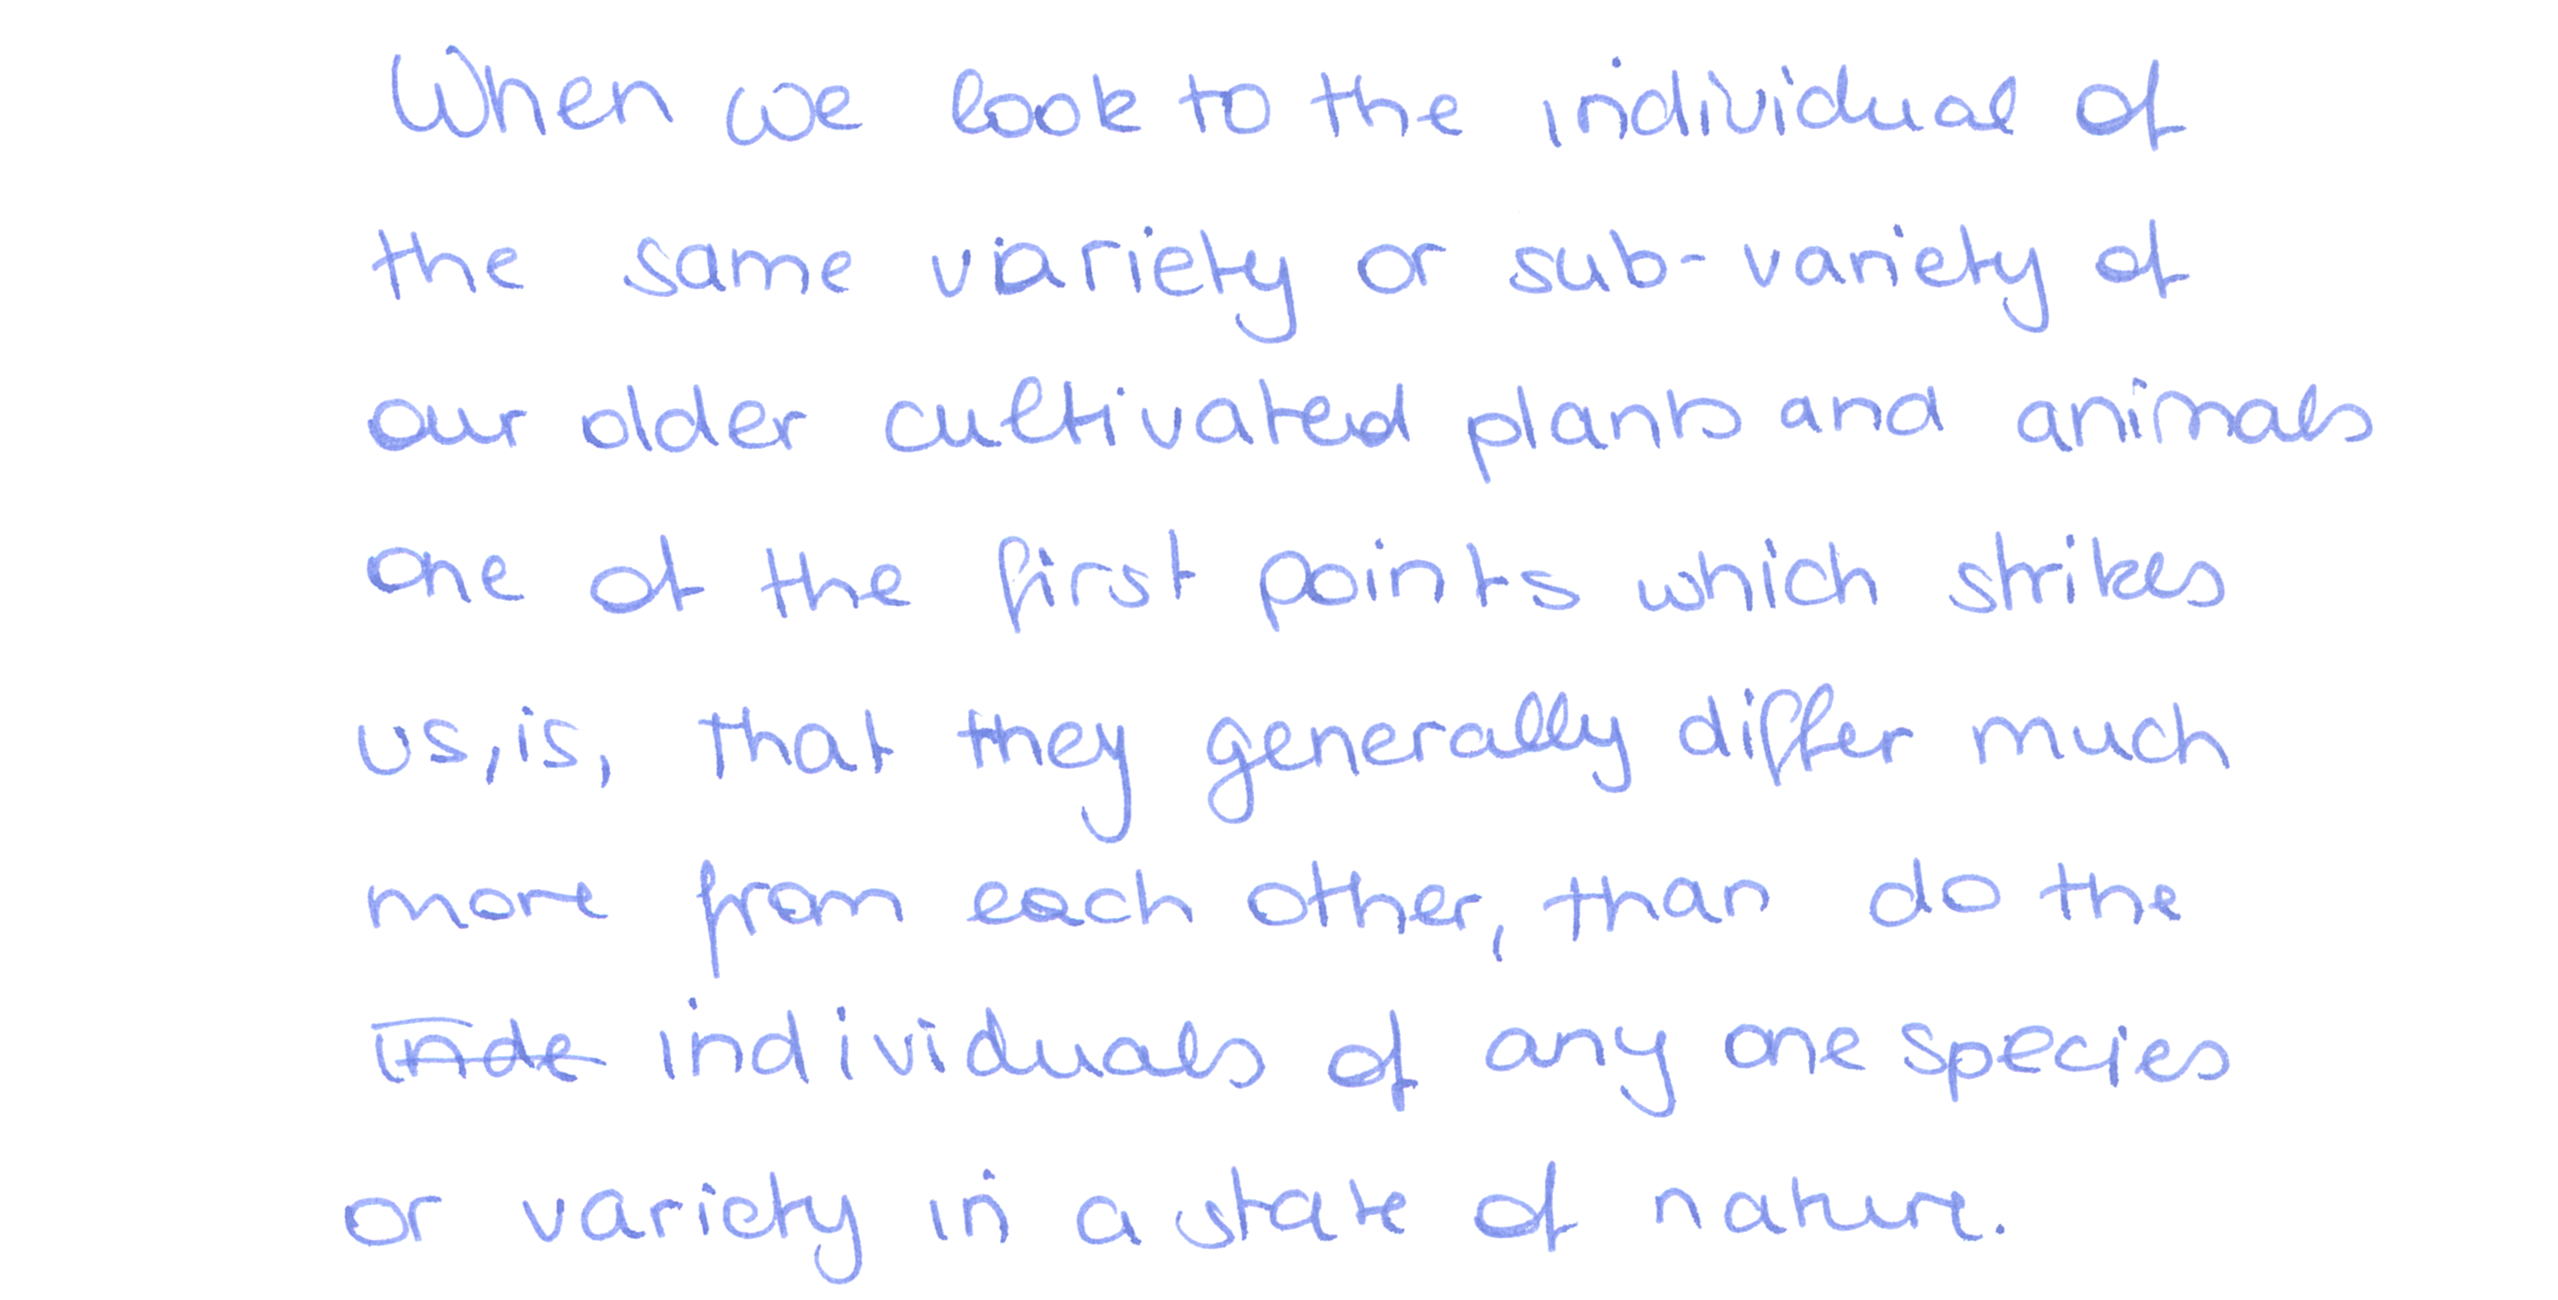 When we look to the individual of
the same variety or sub-variety of
our older cultivated plants and animals
one of the first points which strikes
us, is, that they generally differ much
more from each other, than do the
inde individuals of any one species
or variety in a state of nature.